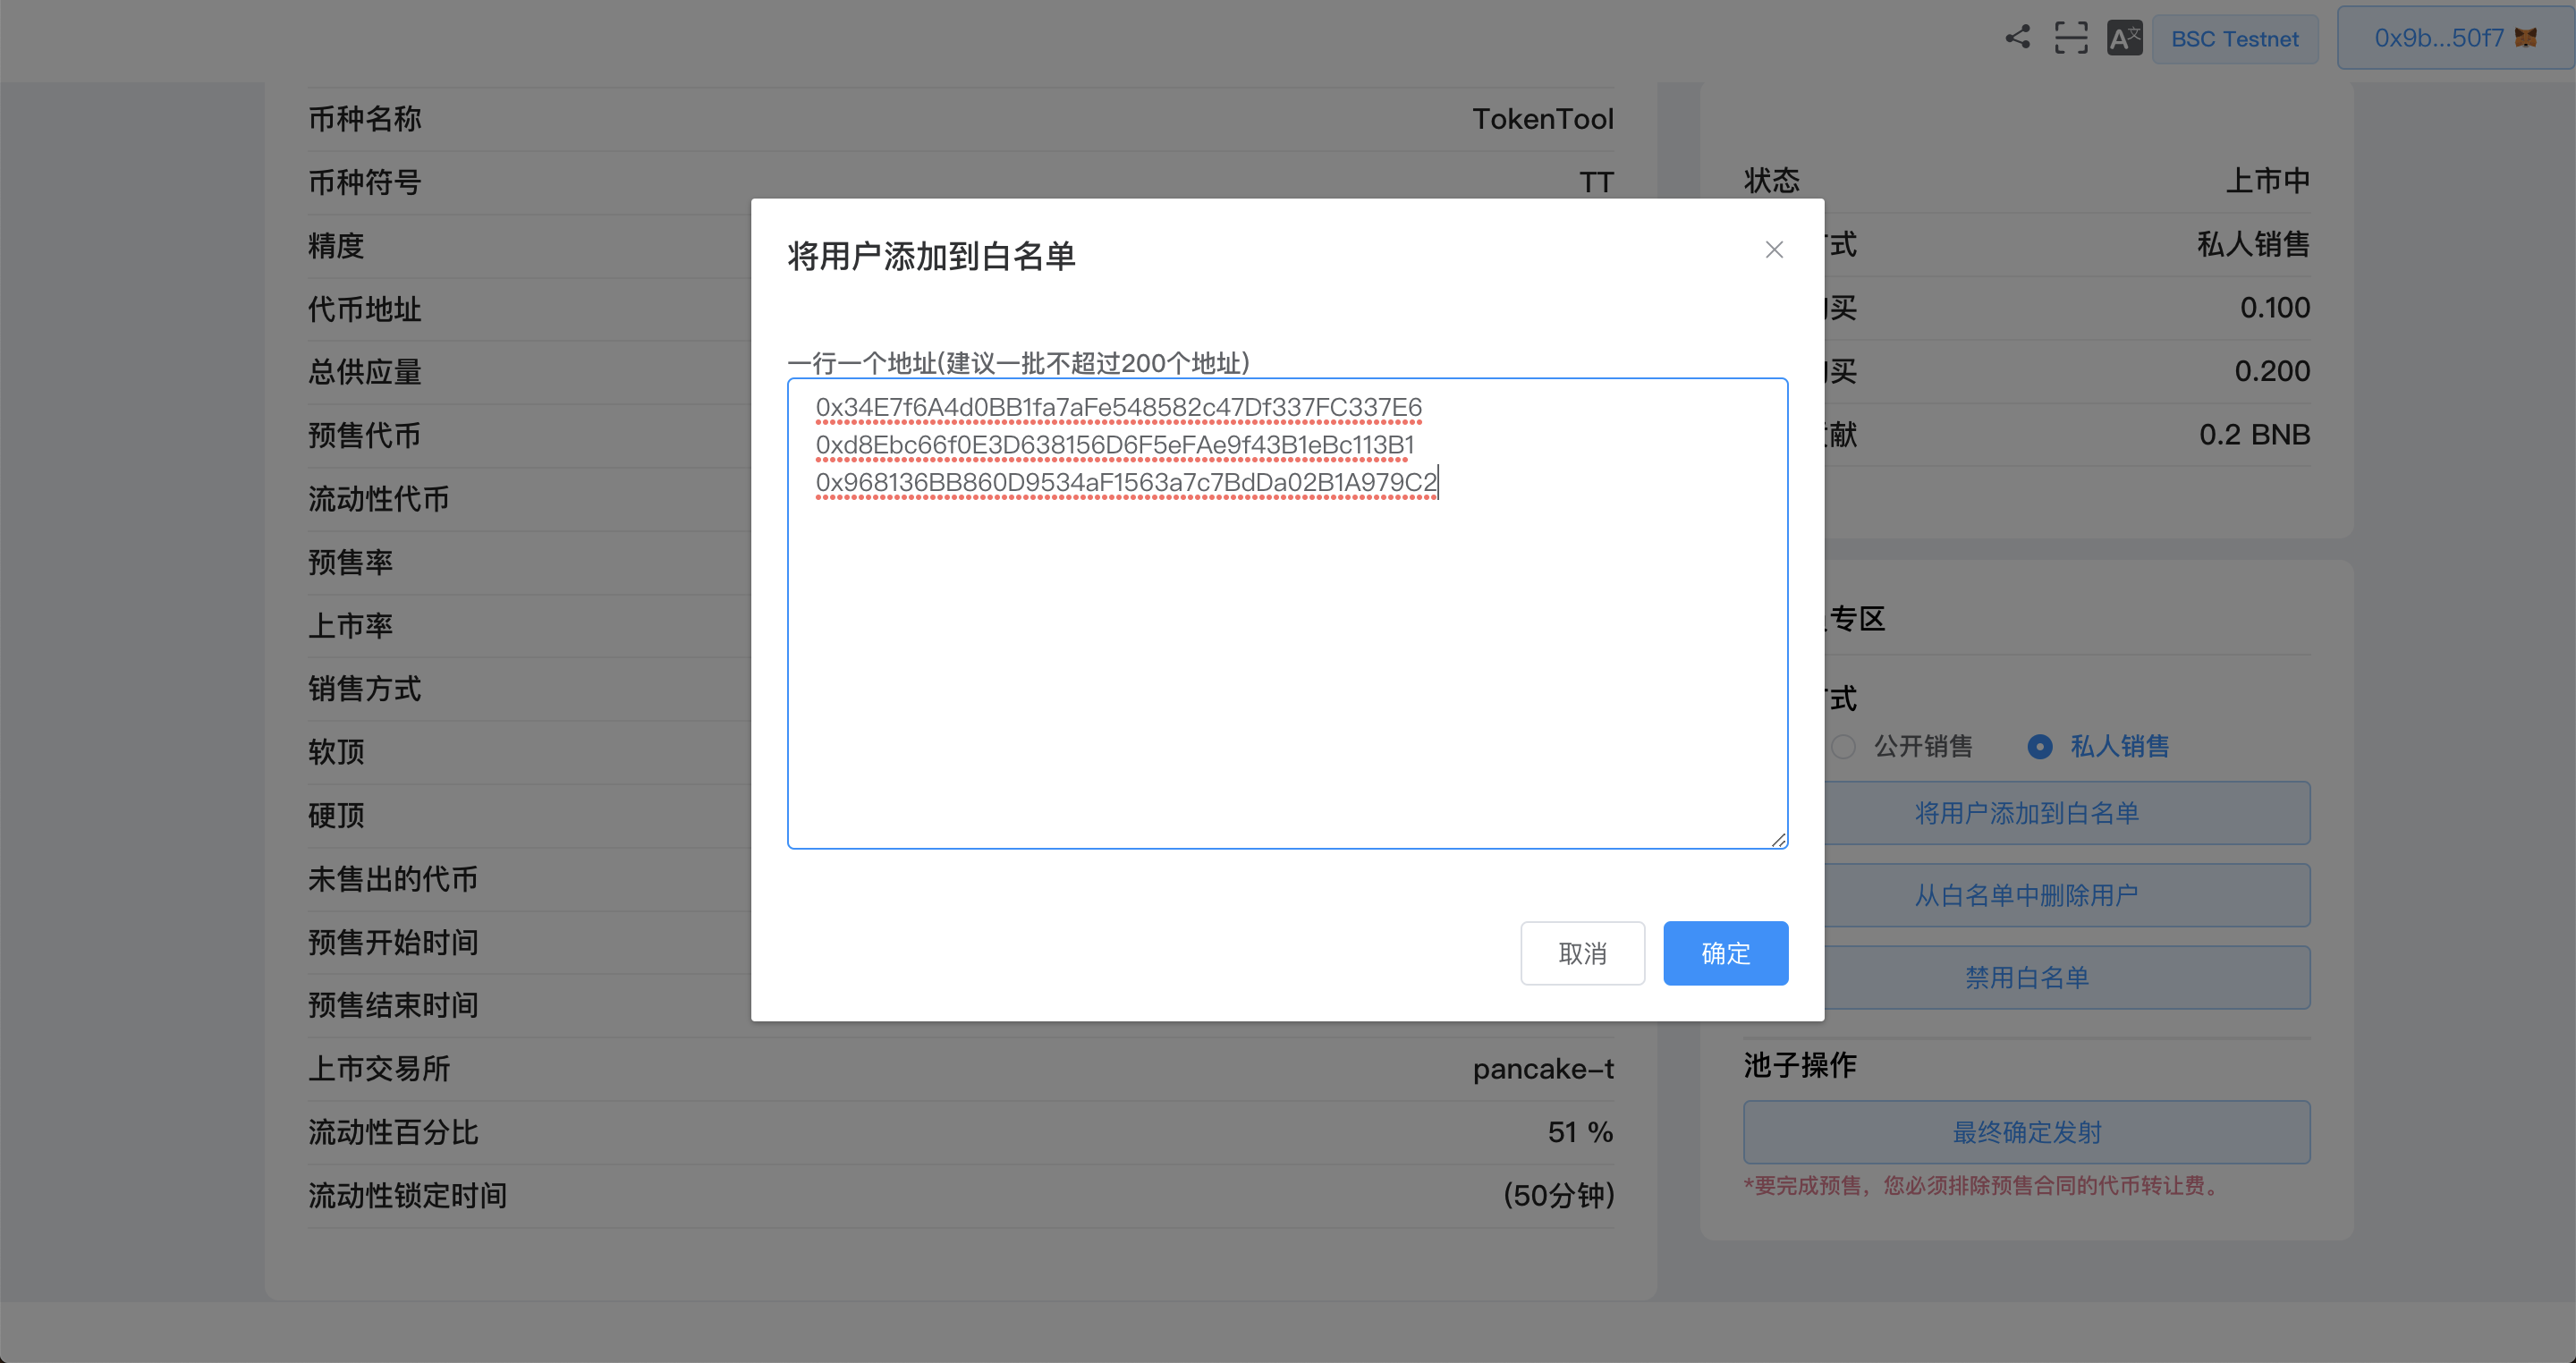 BSC Testnet
0x9b...50f7
币种名称 TokenTool
币种符号 TT
精度
代币地址
总供应量
预售代币
流动性代币
预售率
上市率
销售方式
软顶
硬顶
未售出的代币
预售开始时间
预售结束时间
上市交易所 pancake-t
流动性百分比 51 %
流动性锁定时间 (50分钟)
将用户添加到白名单
一行一个地址(建议一批不超过200个地址)
0x34E7f6A4d0BB1fa7aFe548582c47Df337FC337E6
0xd8Ebc66f0E3D638156D6F5eFAe9f43B1eBc113B1
0x968136BB860D9534aF1563a7c7BdDa02B1A979C2
取消
确定
状态 上市中
式 私人销售
买 0.100
买 0.200
献 0.2 BNB
专区
式
公开销售 私人销售
将用户添加到白名单
从白名单中删除用户
禁用白名单
池子操作
最终确定发射
*要完成预售，您必须排除预售合同的代币转让费。